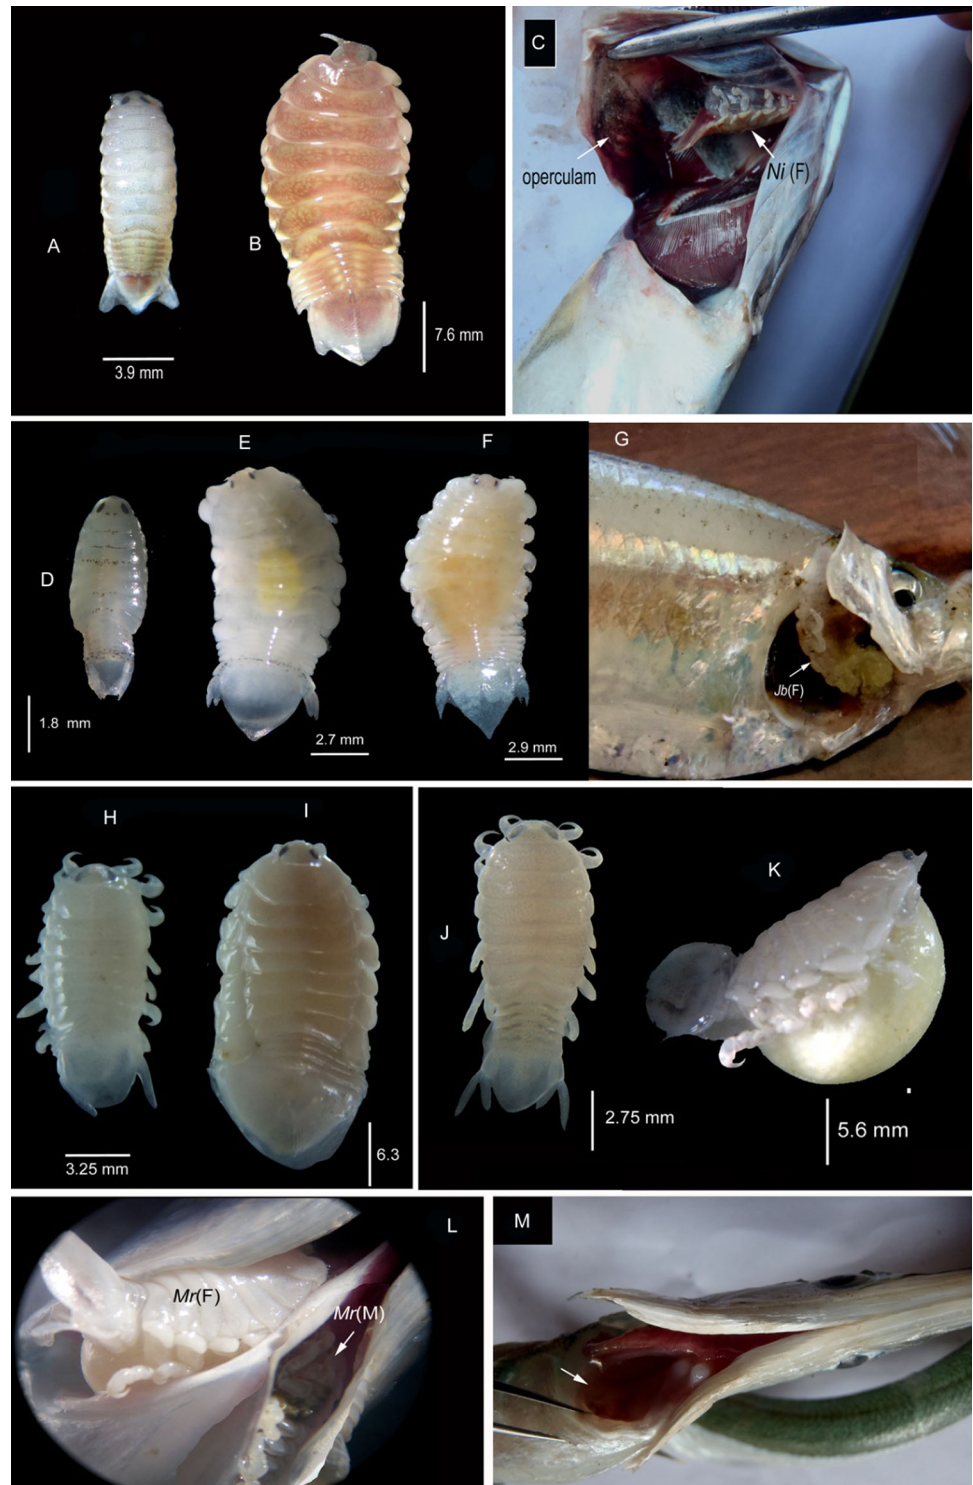 A
3.9 mm
B
7.6 mm
C
operculam
Ni (F)
D
1.8 mm
E
2.7 mm
F
2.9 mm
G
Jb(F)
H
3.25 mm
I
6.3
J
2.75 mm
K
5.6 mm
L
Mr(F)
Mr(M)
M